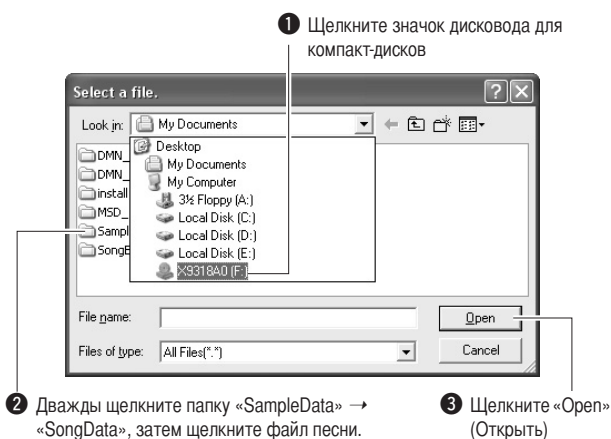 ❶ Щелкните значок дисковода для
компакт-дисков
Select a file.
Look in: My Documents
Desktop
My Documents
My Computer
3½ Floppy (A:)
Local Disk (C:)
Local Disk (D:)
Local Disk (E:)
X9318A0 (F:)
DMN_
DMN_
install
MSD_
Sampl
SongE
File name:
Open
Files of type: All Files(*.*)
Cancel
❷ Дважды щелкните папку «SampleData» →
«SongData», затем щелкните файл песни.
❸ Щелкните «Open»
(Открыть)